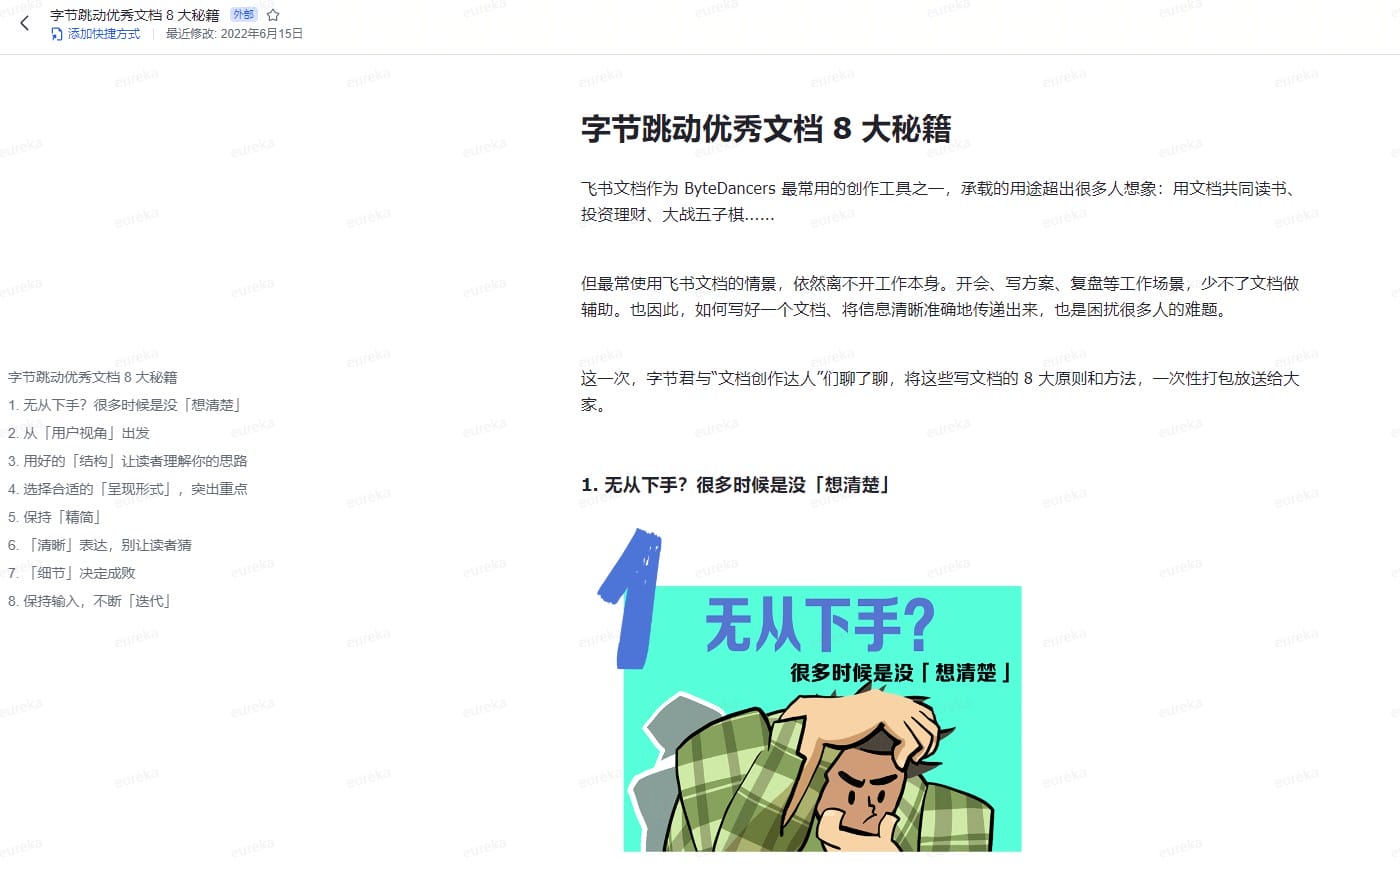 字节跳动优秀文档 8 大秘籍 外部
添加快捷方式 最近修改: 2022年6月15日
字节跳动优秀文档 8 大秘籍
1. 无从下手？很多时候是没「想清楚」
2. 从「用户视角」出发
3. 用好的「结构」让读者理解你的思路
4. 选择合适的「呈现形式」，突出重点
5. 保持「精简」
6. 「清晰」表达，别让读者猜
7. 「细节」决定成败
8. 保持输入，不断「迭代」
字节跳动优秀文档 8 大秘籍
飞书文档作为 ByteDancers 最常用的创作工具之一，承载的用途超出很多人想象：用文档共同读书、
投资理财、大战五子棋……
但最常使用飞书文档的情景，依然离不开工作本身。开会、写方案、复盘等工作场景，少不了文档做
辅助。也因此，如何写好一个文档、将信息清晰准确地传递出来，也是困扰很多人的难题。
这一次，字节君与“文档创作达人”们聊了聊，将这些写文档的 8 大原则和方法，一次性打包放送给大
家。
1. 无从下手？很多时候是没「想清楚」
1
无从下手？
很多时候是没「想清楚」
eureka